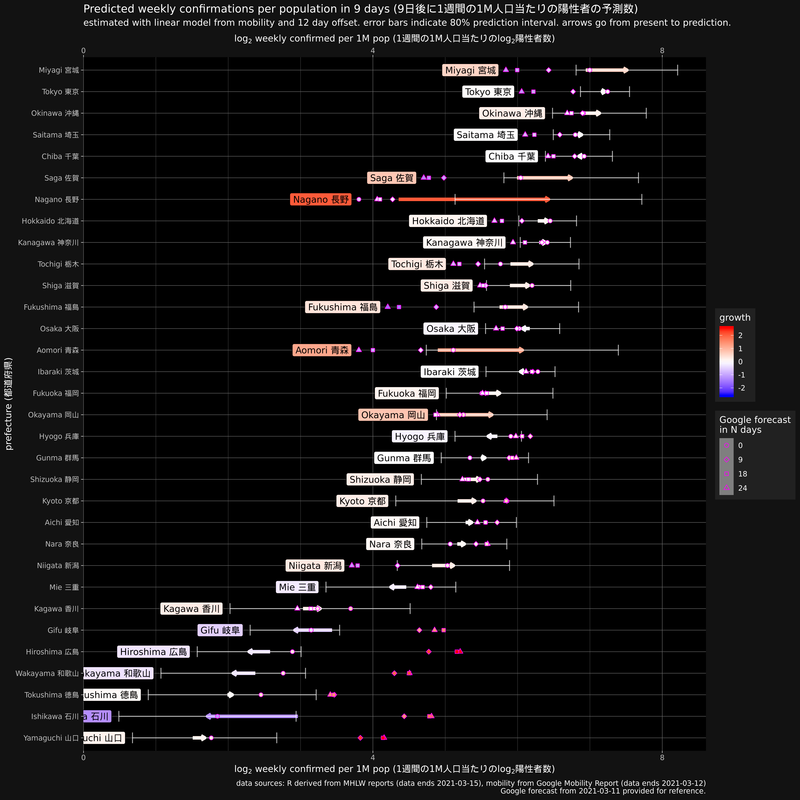 Predicted weekly confirmations per population in 9 days (9日後に1週間の1M人口当たりの陽性者の予測数)
estimated with linear model from mobility and 12 day offset. error bars indicate 80% prediction interval. arrows go from present to prediction.
log₂ weekly confirmed per 1M pop (1週間の1M人口当たりのlog₂陽性者数)
0 4 8
Miyagi 宮城 Miyagi 宮城
Tokyo 東京 Tokyo 東京
Okinawa 沖縄 Okinawa 沖縄
Saitama 埼玉 Saitama 埼玉
Chiba 千葉 Chiba 千葉
Saga 佐賀 Saga 佐賀
Nagano 長野 Nagano 長野
Hokkaido 北海道 Hokkaido 北海道
Kanagawa 神奈川 Kanagawa 神奈川
Tochigi 栃木 Tochigi 栃木
Shiga 滋賀 Shiga 滋賀
Fukushima 福島 Fukushima 福島
Osaka 大阪 Osaka 大阪
Aomori 青森 Aomori 青森
Ibaraki 茨城 Ibaraki 茨城
Fukuoka 福岡 Fukuoka 福岡
Okayama 岡山 Okayama 岡山
Hyogo 兵庫 Hyogo 兵庫
Gunma 群馬 Gunma 群馬
Shizuoka 静岡 Shizuoka 静岡
Kyoto 京都 Kyoto 京都
Aichi 愛知 Aichi 愛知
Nara 奈良 Nara 奈良
Niigata 新潟 Niigata 新潟
Mie 三重 Mie 三重
Kagawa 香川 Kagawa 香川
Gifu 岐阜 Gifu 岐阜
Hiroshima 広島 Hiroshima 広島
Wakayama 和歌山 kayama 和歌山
Tokushima 徳島 ushima 徳島
Ishikawa 石川 a 石川
Yamaguchi 山口 uchi 山口
prefecture (都道府県)
0 4 8
log₂ weekly confirmed per 1M pop (1週間の1M人口当たりのlog₂陽性者数)
growth
2
1
0
-1
-2
Google forecast
in N days
0
9
18
24
data sources: R derived from MHLW reports (data ends 2021-03-15), mobility from Google Mobility Report (data ends 2021-03-12)
Google forecast from 2021-03-11 provided for reference.